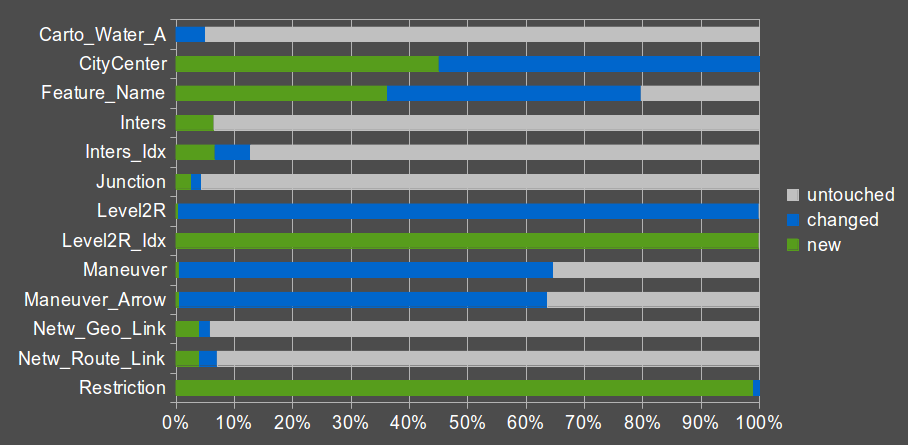 Carto_Water_A
CityCenter
Feature_Name
Inters
Inters_Idx
Junction
Level2R
Level2R_Idx
Maneuver
Maneuver_Arrow
Netw_Geo_Link
Netw_Route_Link
Restriction
0% 10% 20% 30% 40% 50% 60% 70% 80% 90% 100%
untouched
changed
new